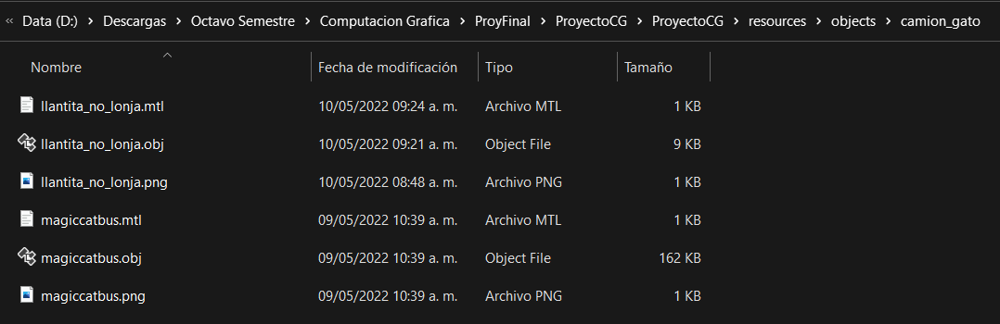 « Data (D:) > Descargas > Octavo Semestre > Computacion Grafica > ProyFinal > ProyectoCG > ProyectoCG > resources > objects > camion_gato
Nombre Fecha de modificación Tipo Tamaño
llantita_no_lonja.mtl 10/05/2022 09:24 a. m. Archivo MTL 1 KB
llantita_no_lonja.obj 10/05/2022 09:21 a. m. Object File 9 KB
llantita_no_lonja.png 10/05/2022 08:48 a. m. Archivo PNG 1 KB
magiccatbus.mtl 09/05/2022 10:39 a. m. Archivo MTL 1 KB
magiccatbus.obj 09/05/2022 10:39 a. m. Object File 162 KB
magiccatbus.png 09/05/2022 10:39 a. m. Archivo PNG 1 KB